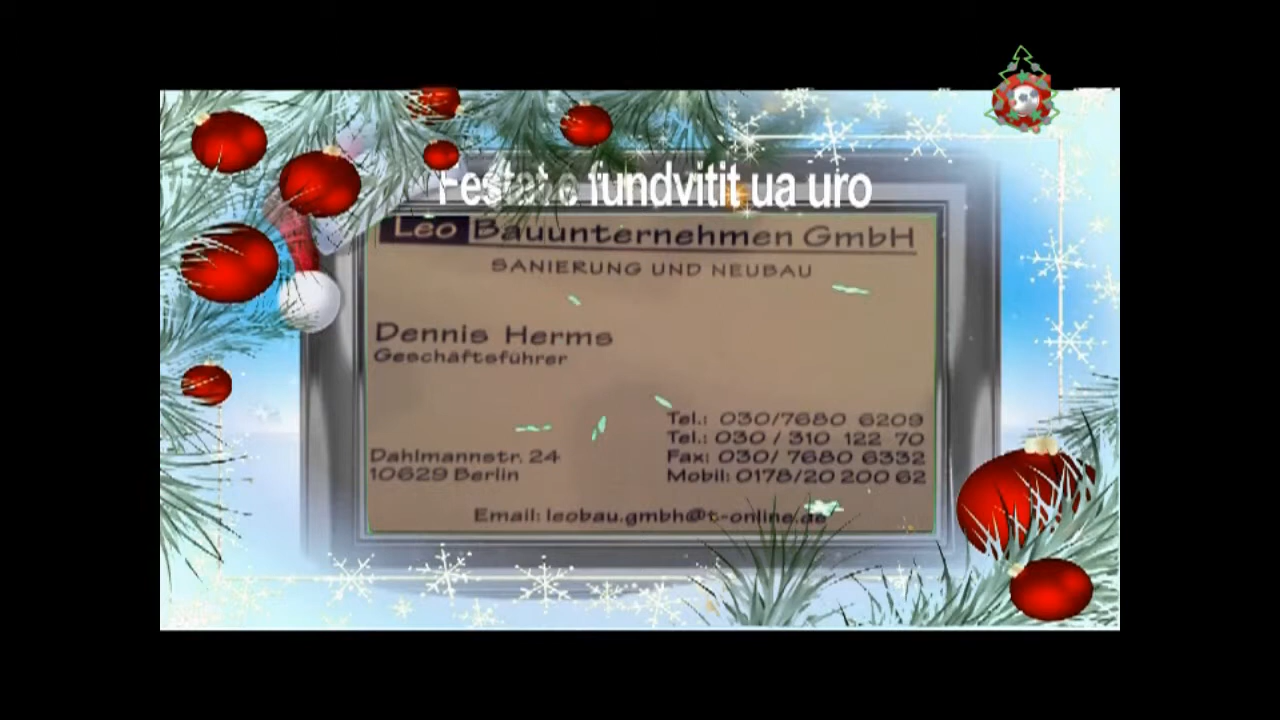 Festat e fundvitit ua uro
Leo Bauunternehmen GmbH
SANIERUNG UND NEUBAU
Dennis Herms
Geschäftsführer
Tel.: 030/7680 6209
Tel.: 030 / 310 122 70
Dahlmannstr. 24
Fax: 030/ 7680 6332
10629 Berlin
Mobil: 0178/20 200 62
Email: leobau.gmbh@t-online.de